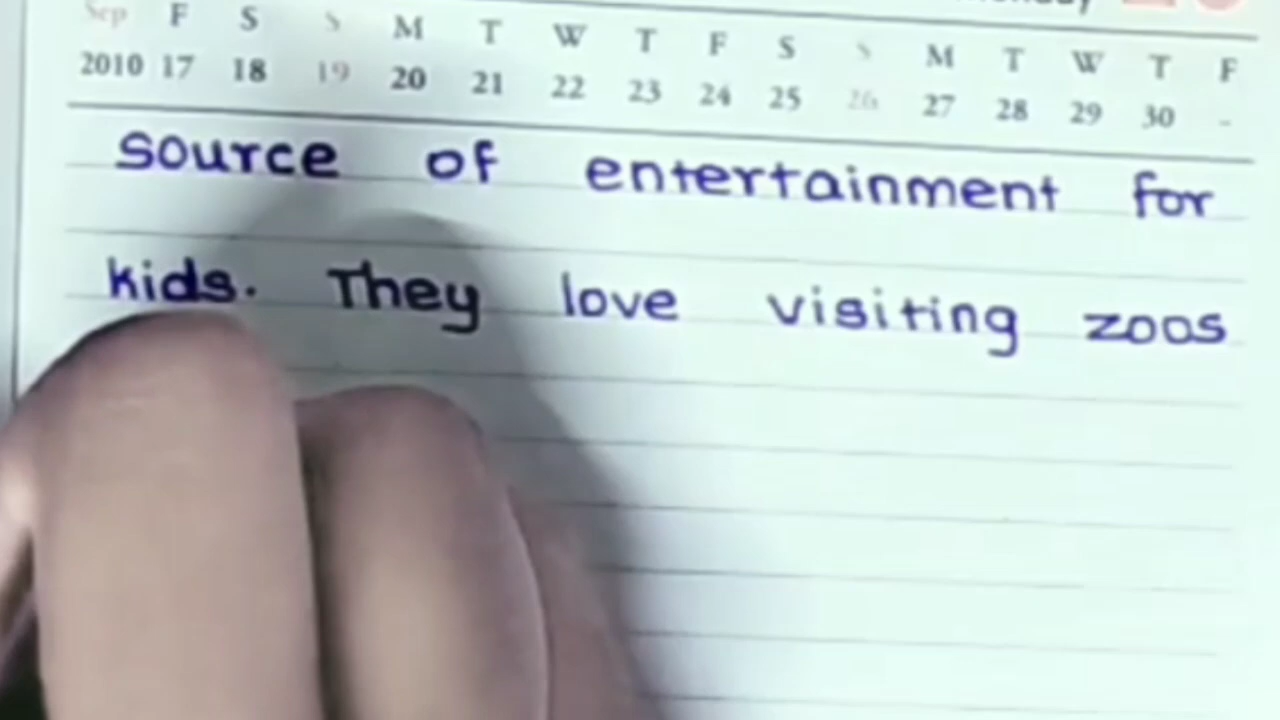 Sep F S S M T W T F S S M T W T F
2010 17 18 19 20 21 22 23 24 25 26 27 28 29 30 -
source of entertainment for
kids. They love visiting zoos